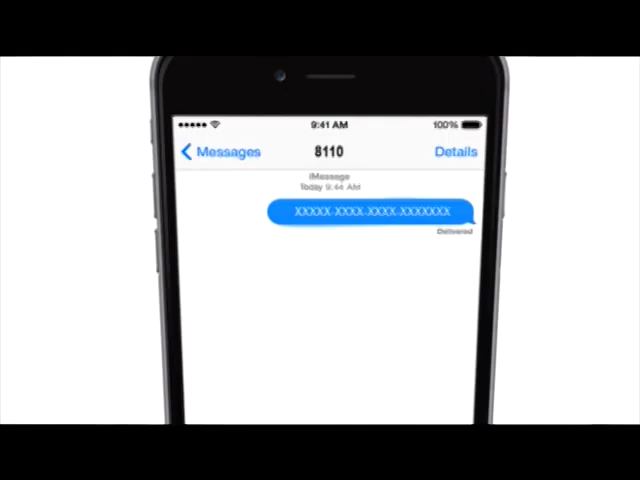 9:41 AM 100%
Messages 8110 Details
iMessage
Today 9:44 AM
XXXXX-XXXX-XXXX-XXXXXXX
Delivered